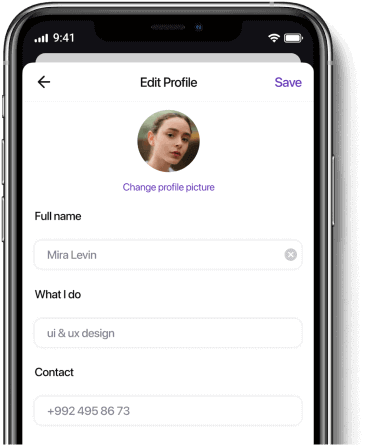 9:41
Edit Profile
Save
Change profile picture
Full name
Mira Levin
What I do
ui & ux design
Contact
+992 495 86 73